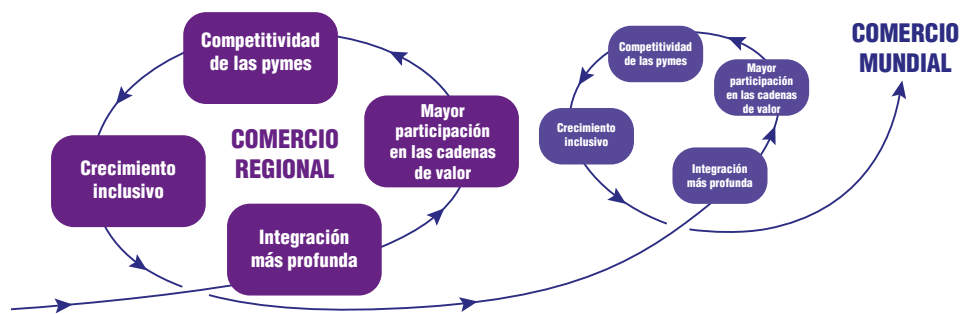 Competitividad
de las pymes
Mayor
participación
en las cadenas
de valor
COMERCIO
REGIONAL
Crecimiento
inclusivo
Integración
más profunda
Competitividad
de las pymes
Mayor
participación
en las cadenas
de valor
Crecimiento
inclusivo
Integración
más profunda
COMERCIO
MUNDIAL